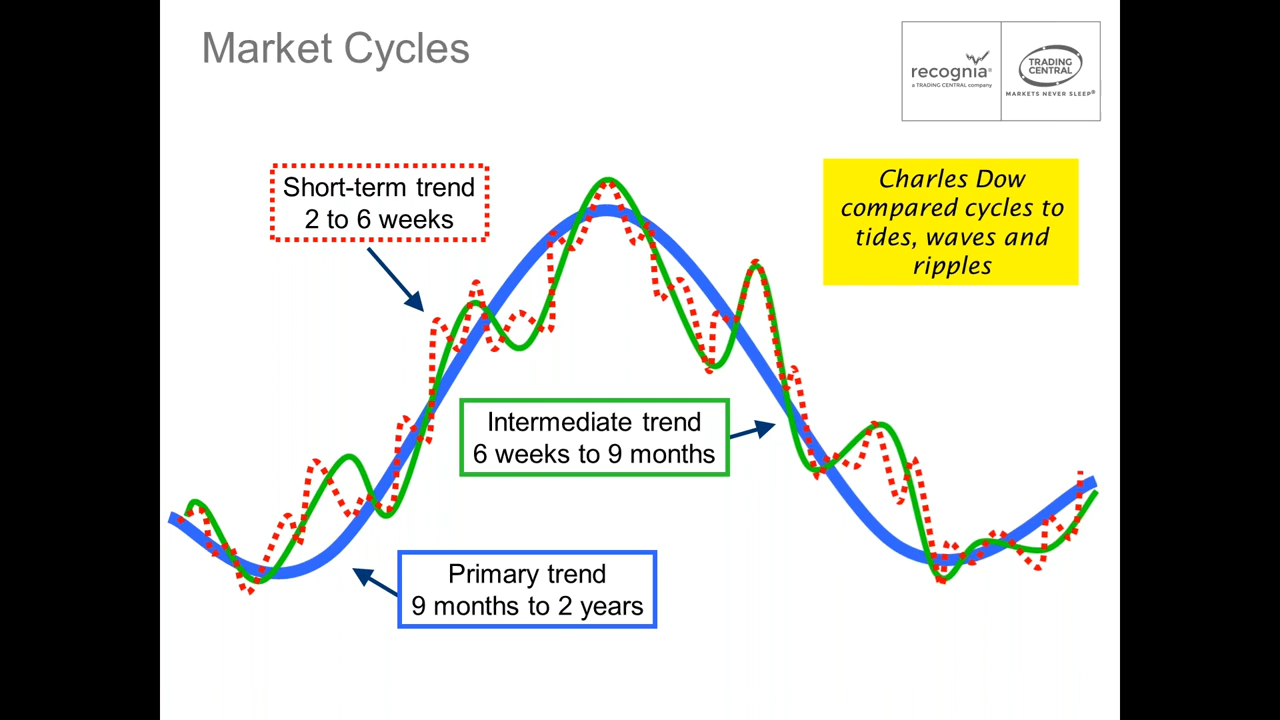 Market Cycles
recognia®
a TRADING CENTRAL company
TRADING
CENTRAL
MARKETS NEVER SLEEP®
Short-term trend
2 to 6 weeks
Charles Dow
compared cycles to
tides, waves and
ripples
Intermediate trend
6 weeks to 9 months
Primary trend
9 months to 2 years